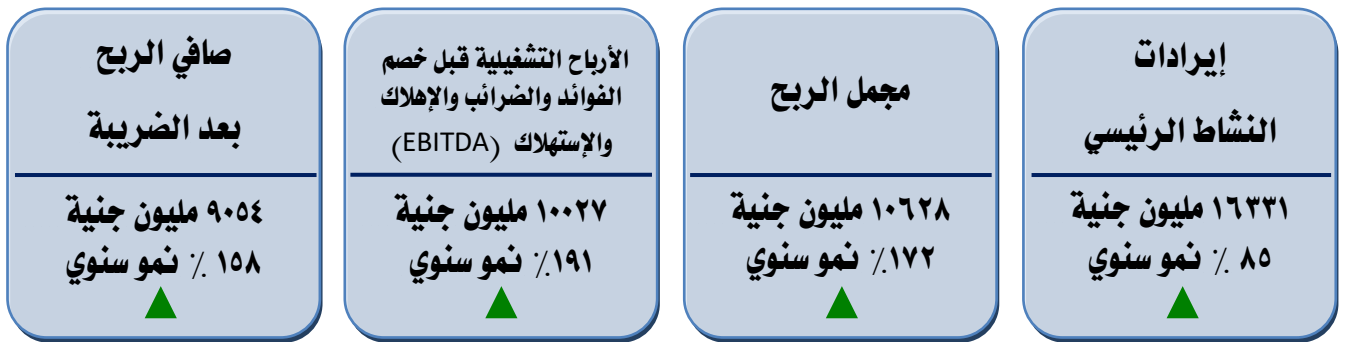 إيرادات
النشاط الرئيسي
١٦٣٣١ مليون جنية
٨٥ ٪ نمو سنوي
مجمل الربح
١٠٦٢٨ مليون جنية
١٧٢٪ نمو سنوي
الأرباح التشغيلية قبل خصم
الفوائد والضرائب والإهلاك
والإستهلاك (EBITDA)
١٠٠٢٧ مليون جنية
١٩١٪ نمو سنوي
صافي الربح
بعد الضريبة
٩٠٥٤ مليون جنية
١٥٨ ٪ نمو سنوي